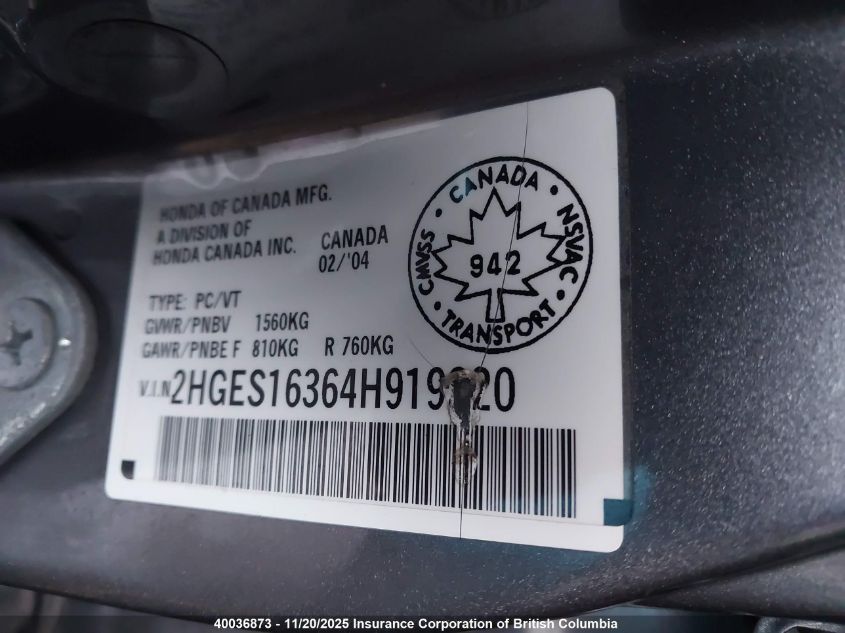 HONDA OF CANADA MFG.
A DIVISION OF
HONDA CANADA INC.
CANADA
02/'04
TYPE: PC/VT
GVWR/PNBV 1560KG
GAWR/PNBE F 810KG R 760KG
V.I.N.
CANADA • NSVAC • TRANSPORT • CMVSS •
942
40036873 - 11/20/2025 Insurance Corporation of British Columbia